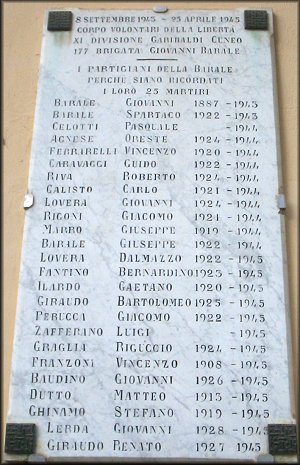 8 SETTEMBRE 1943 - 25 APRILE 1945
CORPO VOLONTARI DELLA LIBERTÀ
XI DIVISIONE GARIBALDI CUNEO
177 BRIGATA GIOVANNI BARALE
I PARTIGIANI DELLA BARALE
PERCHE SIANO RICORDATI
I LORO 25 MARTIRI
BARALE GIOVANNI 1887 - 1943
BARALE SPARTACO 1922 - 1943
CELOTTI PASQUALE - 1944
AGNESE ORESTE 1924 - 1944
FERRARELLI VINCENZO 1920 - 1944
CARAVACCI GUIDO 1922 - 1944
RIVA ROBERTO 1924 - 1944
CALISTO CARLO 1921 - 1944
LOVERA GIOVANNI 1924 - 1944
RIGONI GIACOMO 1921 - 1944
MARRO GIUSEPPE 1919 - 1944
BARALE GIUSEPPE 1922 - 1944
LOVERA DALMAZZO 1922 - 1945
FANTINO BERNARDINO 1923 - 1945
ILARDO GAETANO 1920 - 1945
GIRAUDO BARTOLOMEO 1925 - 1945
PERUCCA GIACOMO 1922 - 1945
ZAFFERANO LUIGI - 1945
GRAGLIA RIGUCCIO 1924 - 1945
FRANZONI VINCENZO 1908 - 1945
BAUDINO GIOVANNI 1926 - 1945
DUTTO MATTEO 1913 - 1945
GHINAMO STEFANO 1919 - 1945
LERDA GIOVANNI 1928 - 1945
GIRAUDO RENATO 1927 - 1945